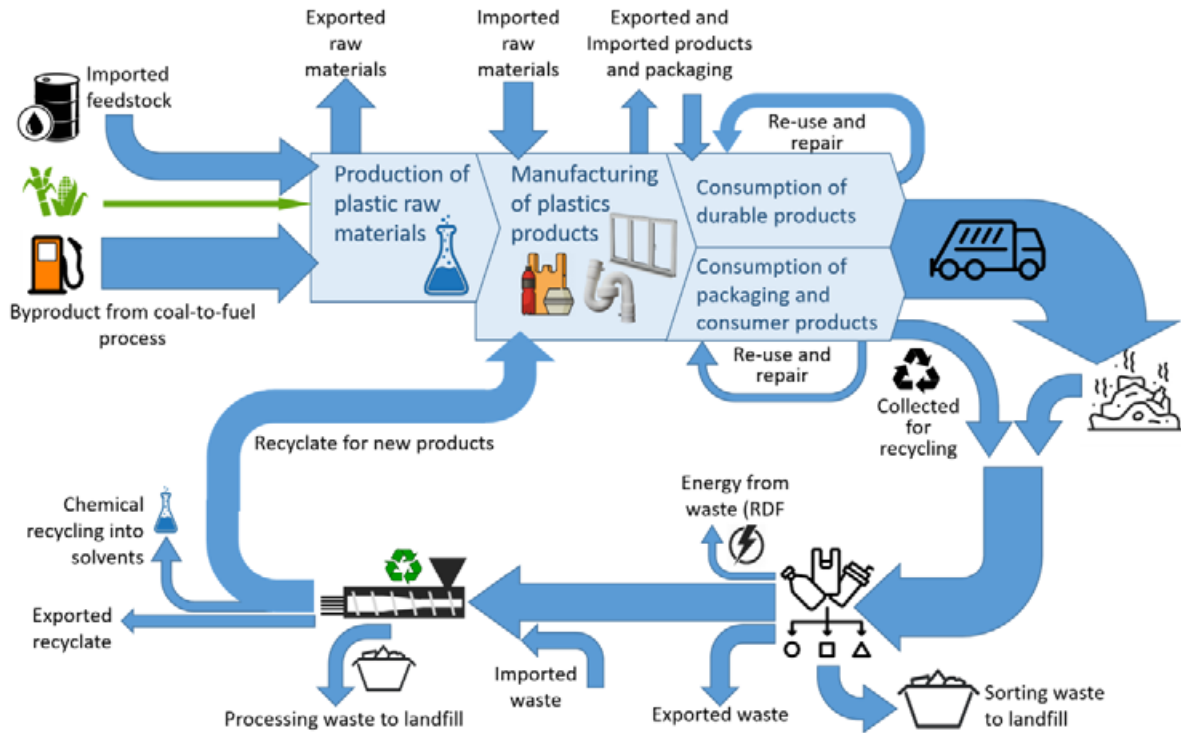 Exported
raw
materials
Imported
raw
materials
Exported and
Imported products
and packaging
Imported
feedstock
Re-use and
repair
Production of
plastic raw
materials
Manufacturing
of plastics
products
Consumption of
durable products
Consumption of
packaging and
consumer products
Byproduct from coal-to-fuel
process
Re-use and
repair
Collected
for
recycling
Recyclate for new products
Energy from
waste (RDF
Chemical
recycling into
solvents
Exported
recyclate
Imported
waste
Processing waste to landfill
Exported waste
Sorting waste
to landfill